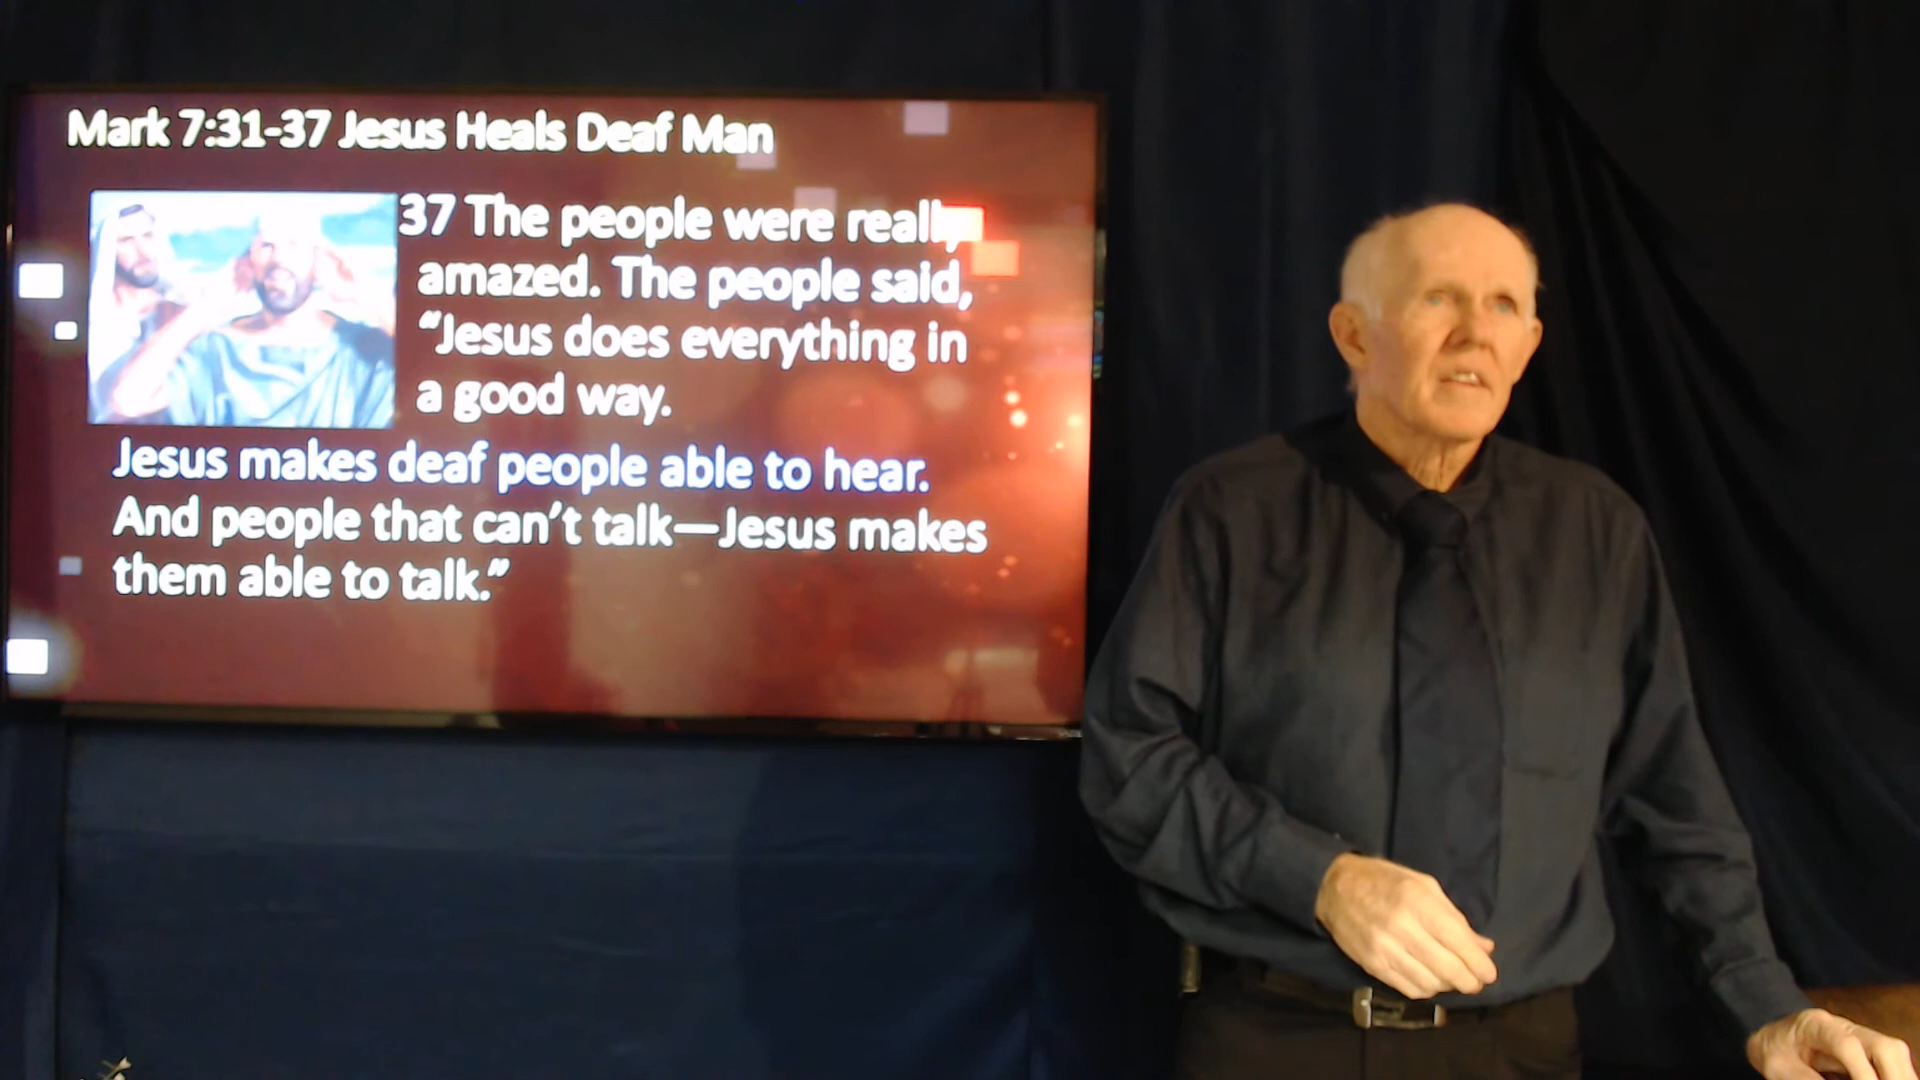 Mark 7:31-37 Jesus Heals Deaf Man
37 The people were really
amazed. The people said,
“Jesus does everything in
a good way.
Jesus makes deaf people able to hear.
And people that can’t talk—Jesus makes
them able to talk.”